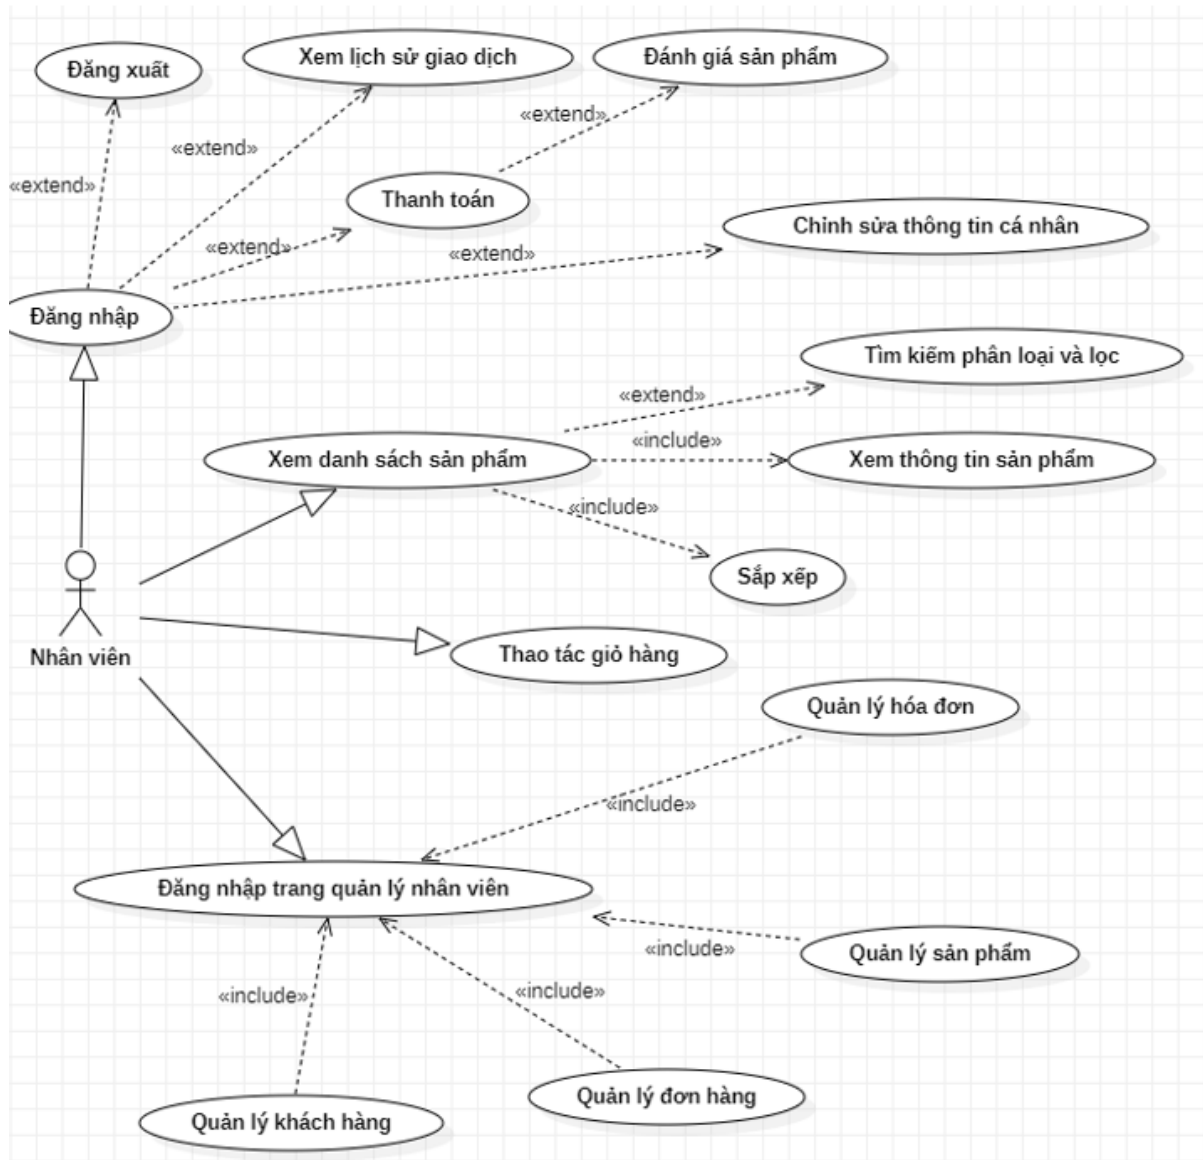 Đăng xuất
Xem lịch sử giao dịch
Đánh giá sản phẩm
«extend»
«extend»
«extend»
Thanh toán
Chỉnh sửa thông tin cá nhân
«extend»
«extend»
Đăng nhập
Tìm kiếm phân loại và lọc
«extend»
«include»
Xem danh sách sản phẩm
Xem thông tin sản phẩm
«include»
Sắp xếp
Nhân viên
Thao tác giỏ hàng
Quản lý hóa đơn
«include»
Đăng nhập trang quản lý nhân viên
«include»
Quản lý sản phẩm
«include»
«include»
Quản lý đơn hàng
Quản lý khách hàng